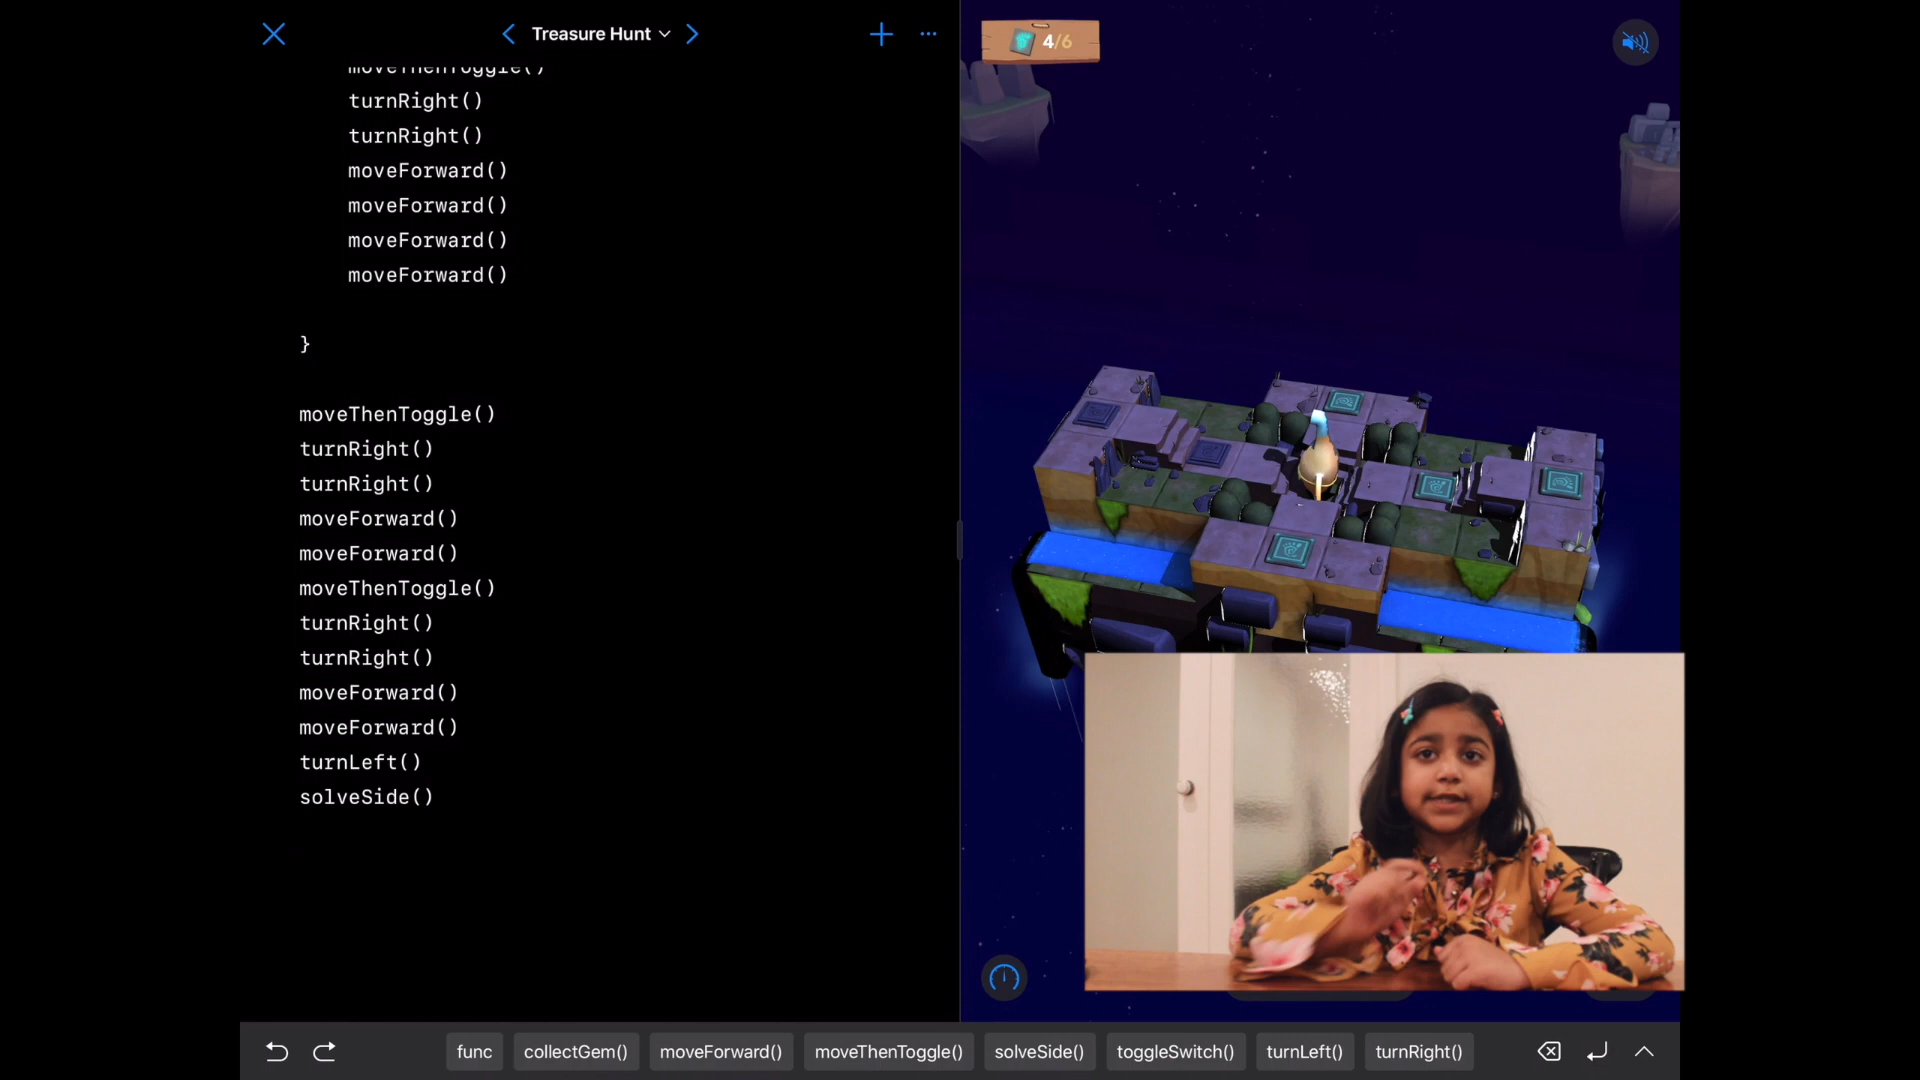 Treasure Hunt
4/6
moveThenToggle()
turnRight()
turnRight()
moveForward()
moveForward()
moveForward()
moveForward()
}
moveThenToggle()
turnRight()
turnRight()
moveForward()
moveForward()
moveThenToggle()
turnRight()
turnRight()
moveForward()
moveForward()
turnLeft()
solveSide()
func
collectGem()
moveForward()
moveThenToggle()
solveSide()
toggleSwitch()
turnLeft()
turnRight()